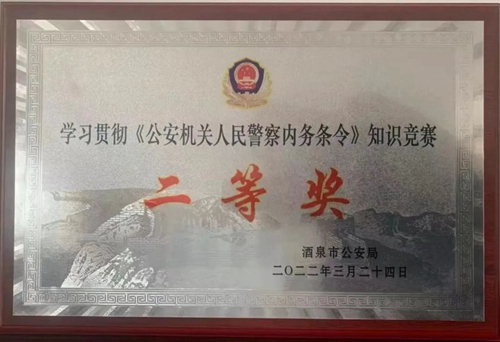 学习贯彻《公安机关人民警察内务条令》知识竞赛
二等奖
酒泉市公安局
二〇二二年三月二十四日